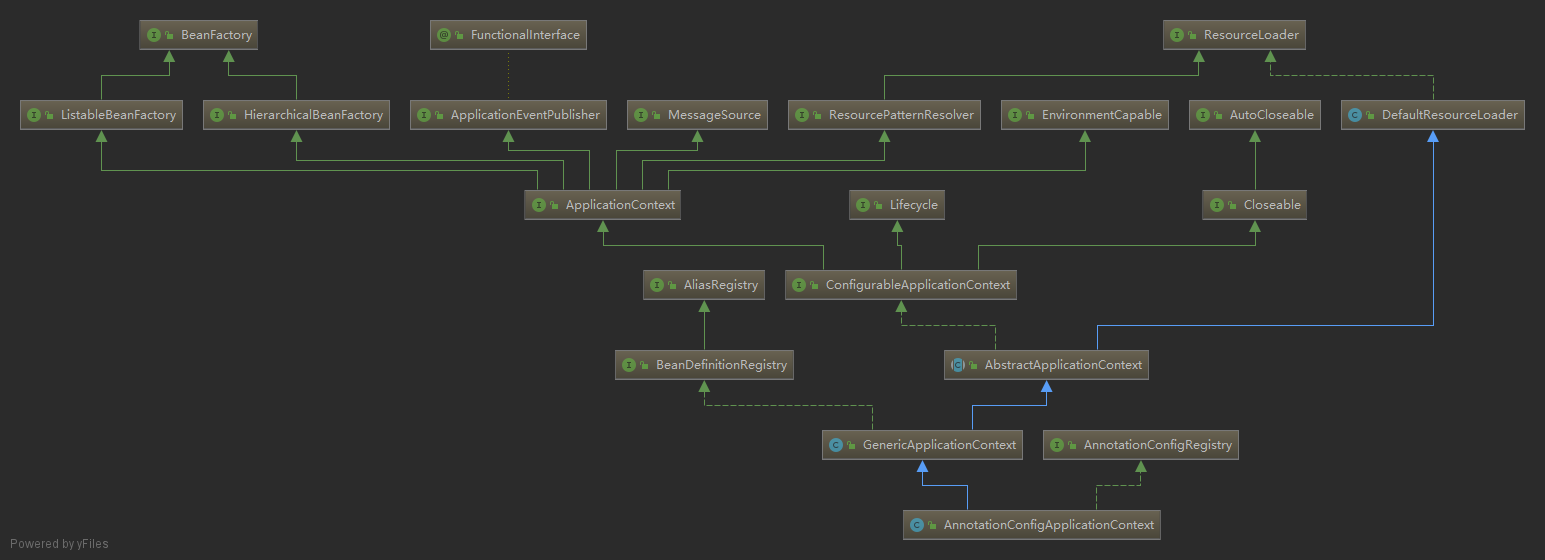 BeanFactory
FunctionalInterface
ResourceLoader
ListableBeanFactory
HierarchicalBeanFactory
ApplicationEventPublisher
MessageSource
ResourcePatternResolver
EnvironmentCapable
AutoCloseable
DefaultResourceLoader
ApplicationContext
Lifecycle
Closeable
AliasRegistry
ConfigurableApplicationContext
BeanDefinitionRegistry
AbstractApplicationContext
GenericApplicationContext
AnnotationConfigRegistry
AnnotationConfigApplicationContext
Powered by yFiles